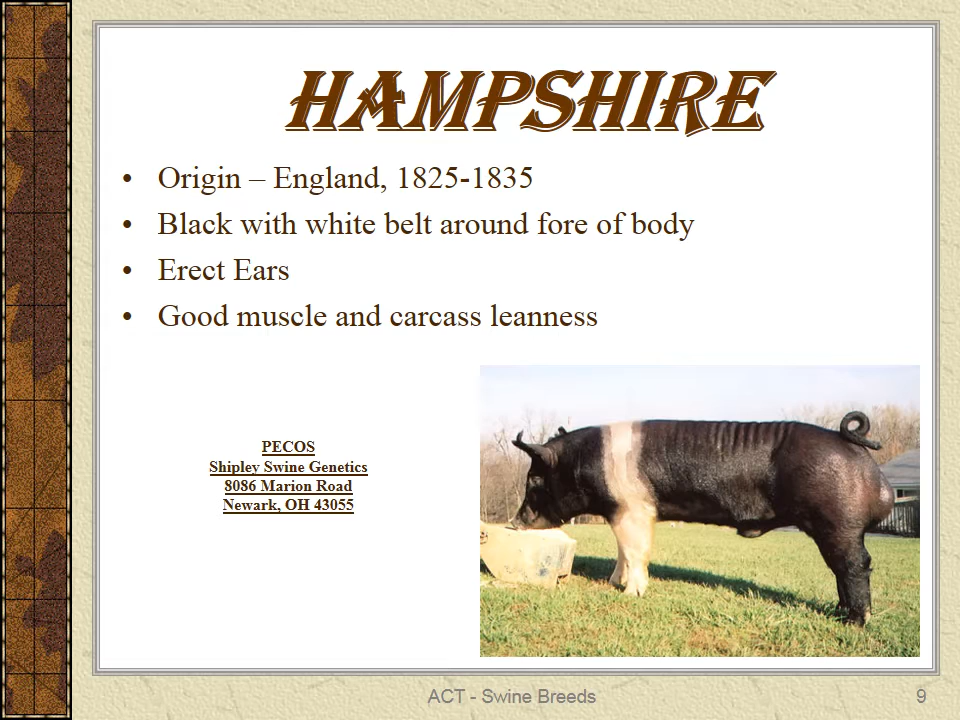 HAMPSHIRE
• Origin – England, 1825-1835
• Black with white belt around fore of body
• Erect Ears
• Good muscle and carcass leanness
PECOS
Shipley Swine Genetics
8086 Marion Road
Newark, OH 43055
ACT - Swine Breeds
9